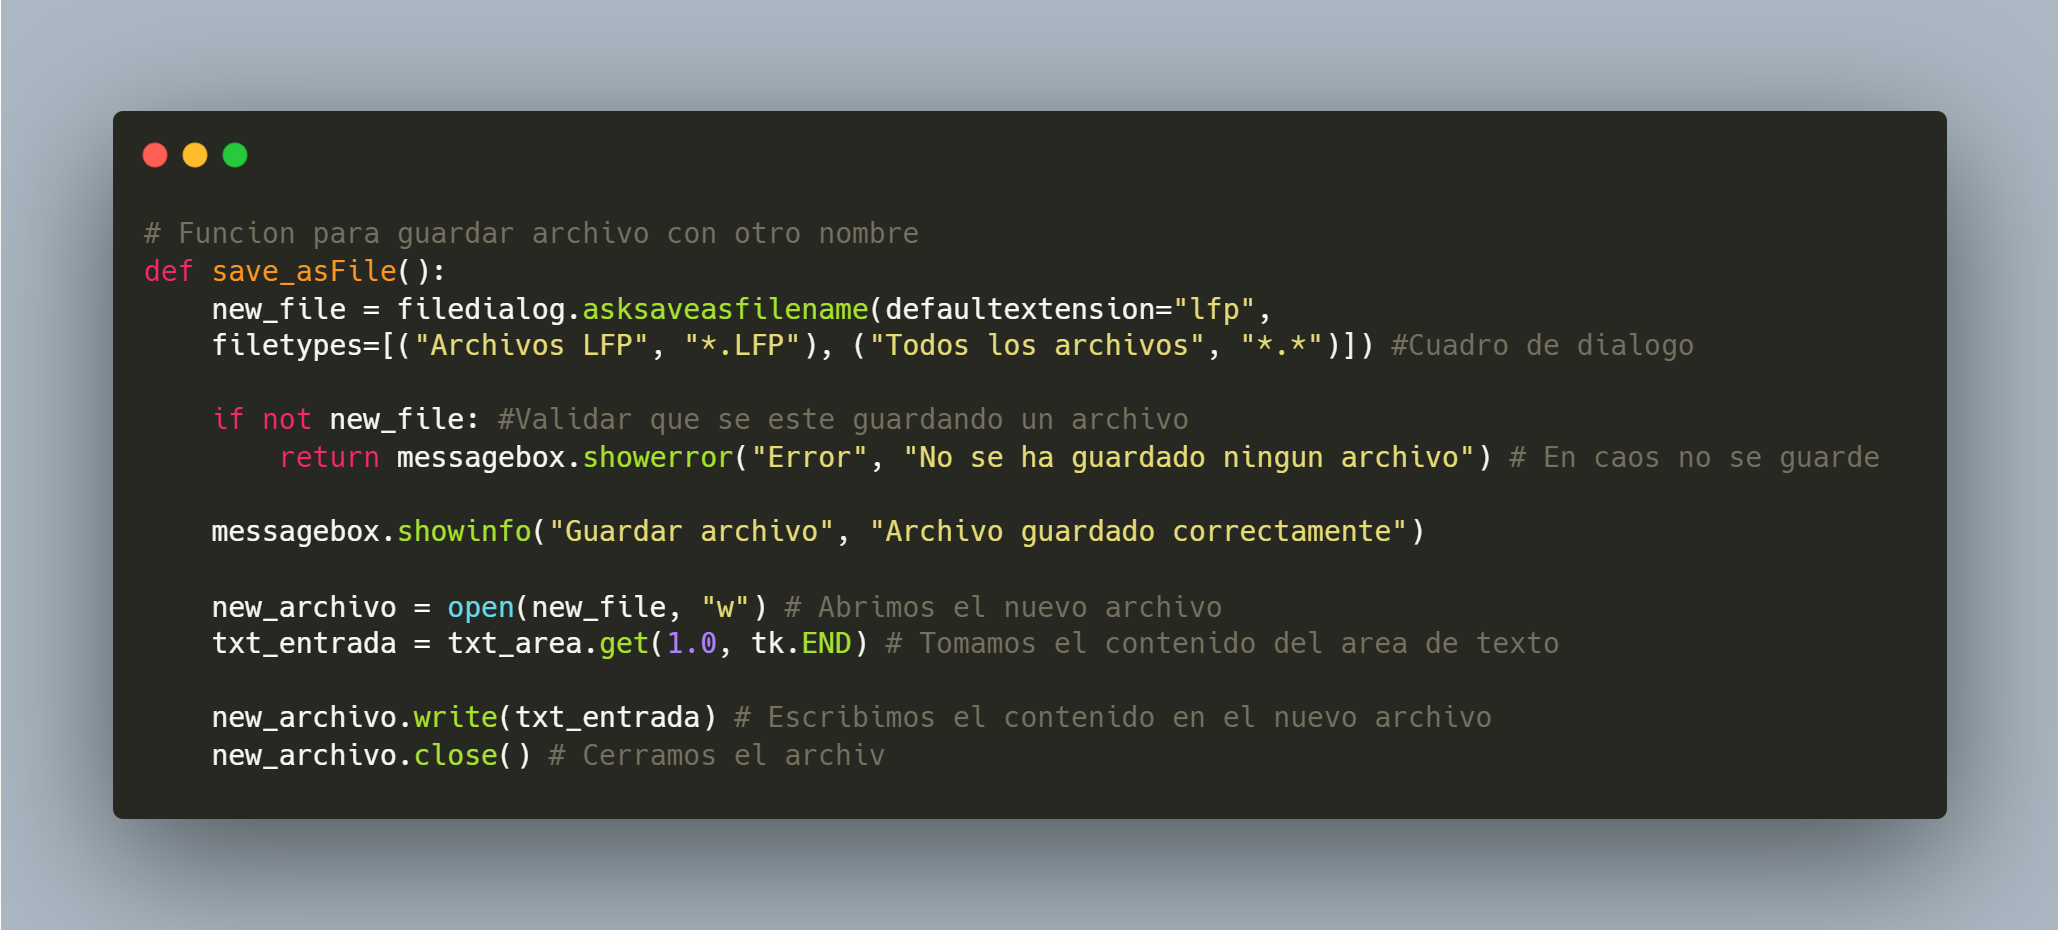 # Funcion para guardar archivo con otro nombre
def save_asFile():
    new_file = filedialog.asksaveasfilename(defaultextension="lfp",
    filetypes=[("Archivos LFP", "*.LFP"), ("Todos los archivos", "*.*")]) #Cuadro de dialogo
    if not new_file: #Validar que se este guardando un archivo
        return messagebox.showerror("Error", "No se ha guardado ningun archivo") # En caos no se guarde
    messagebox.showinfo("Guardar archivo", "Archivo guardado correctamente")
    new_archivo = open(new_file, "w") # Abrimos el nuevo archivo
    txt_entrada = txt_area.get(1.0, tk.END) # Tomamos el contenido del area de texto
    new_archivo.write(txt_entrada) # Escribimos el contenido en el nuevo archivo
    new_archivo.close() # Cerramos el archiv